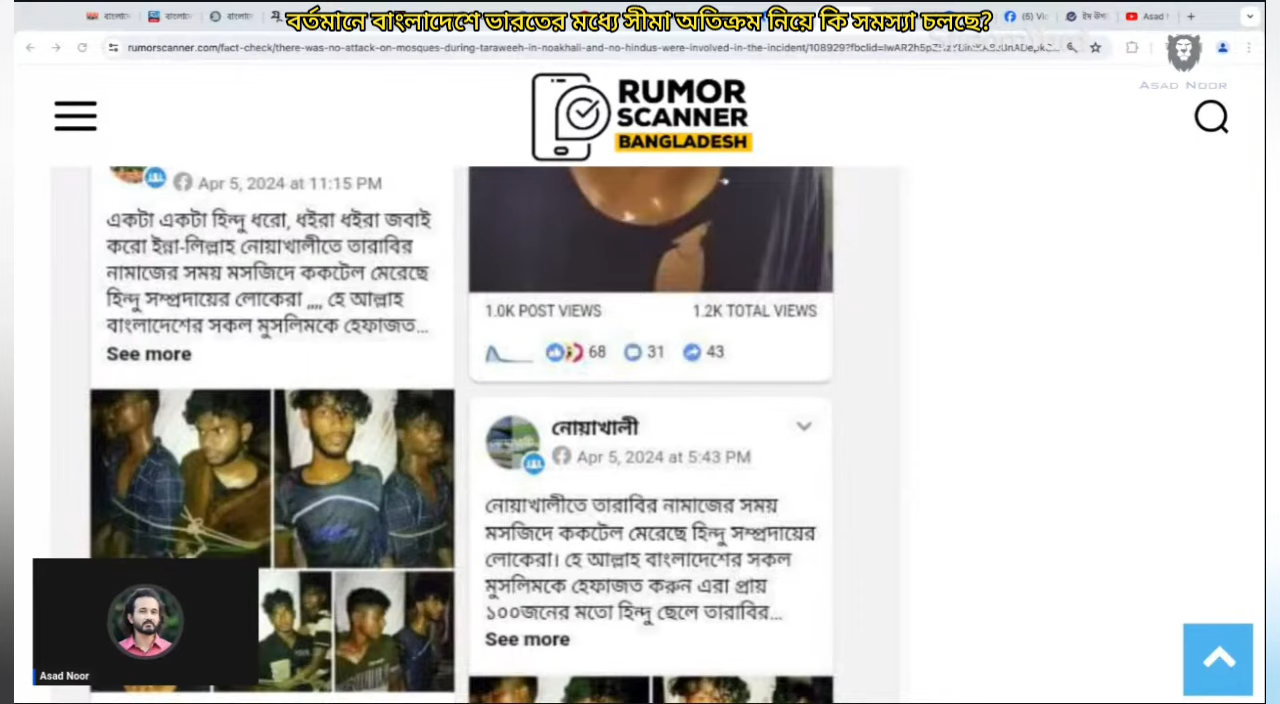 বর্তমানে বাংলাদেশে ভারতের মধ্যে সীমা অতিক্রম নিয়ে কি সমস্যা চলছে?
Asad
rumorscanner.com/fact-check/there-was-no-attack-on-mosques-during-taraweeh-in-noakhali-and-no-hindus-were-involved-in-the-incident/108929?fbclid=
ASAD NOOR
RUMOR
SCANNER
BANGLADESH
Apr 5, 2024 at 11:15 PM
একটা একটা হিন্দু ধরো, ধইরা ধইরা জবাই
করো ইন্না-লিল্লাহ নোয়াখালীতে তারাবির
নামাজের সময় মসজিদে ককটেল মেরেছে
হিন্দু সম্প্রদায়ের লোকেরা ,,,, হে আল্লাহ
বাংলাদেশের সকল মুসলিমকে হেফাজত...
See more
1.0K POST VIEWS
1.2K TOTAL VIEWS
68
31
43
নোয়াখালী
Apr 5, 2024 at 5:43 PM
নোয়াখালীতে তারাবির নামাজের সময়
মসজিদে ককটেল মেরেছে হিন্দু সম্প্রদায়ের
লোকেরা। হে আল্লাহ বাংলাদেশের সকল
মুসলিমকে হেফাজত করুন এরা প্রায়
১০০জনের মতো হিন্দু ছেলে তারাবির...
See more
Asad Noor